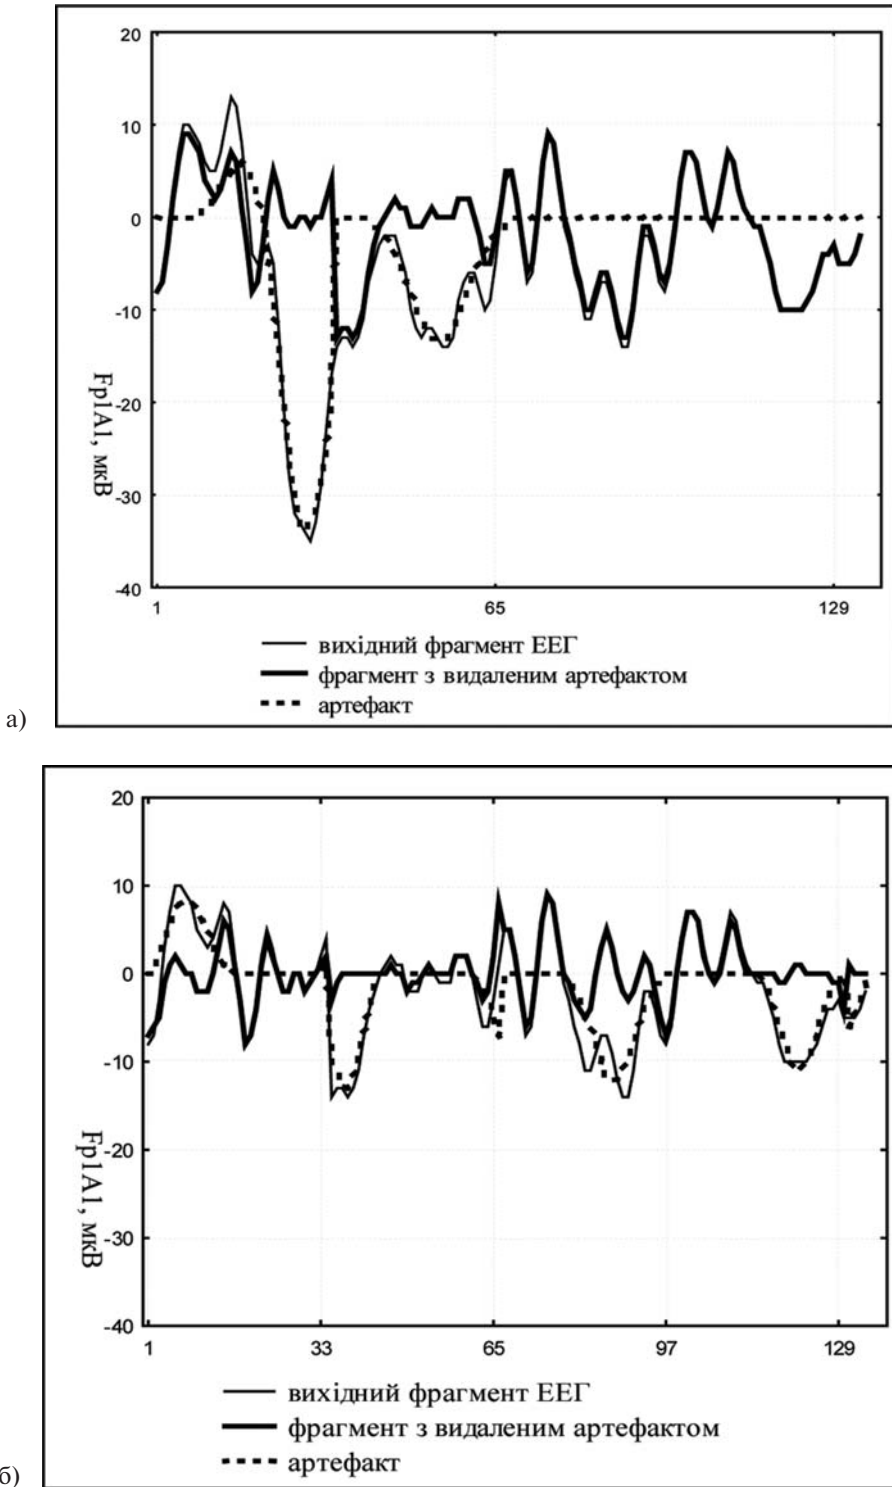 20
10
0
-10
-20
-30
-40
Fp1A1, мкВ
1 65 129
вихідний фрагмент ЕЕГ
фрагмент з видаленим артефактом
артефакт
а)
20
10
0
-10
-20
-30
-40
Fp1A1, мкВ
1 33 65 97 129
вихідний фрагмент ЕЕГ
фрагмент з видаленим артефактом
артефакт
б)